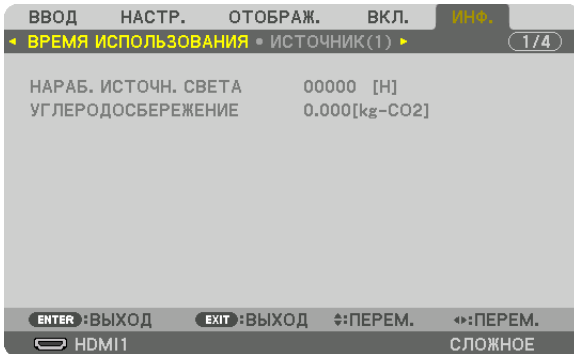 ВВОД НАСТР. ОТОБРАЖ. ВКЛ. ИНФ.
◂ ВРЕМЯ ИСПОЛЬЗОВАНИЯ • ИСТОЧНИК(1) ▸ 1/4
НАРАБ. ИСТОЧН. СВЕТА 00000 [H]
УГЛЕРОДОСБЕРЕЖЕНИЕ 0.000[kg-CO2]
ENTER :ВЫХОД EXIT :ВЫХОД ♦:ПЕРЕМ. ◂▸:ПЕРЕМ.
HDMI1 СЛОЖНОЕ